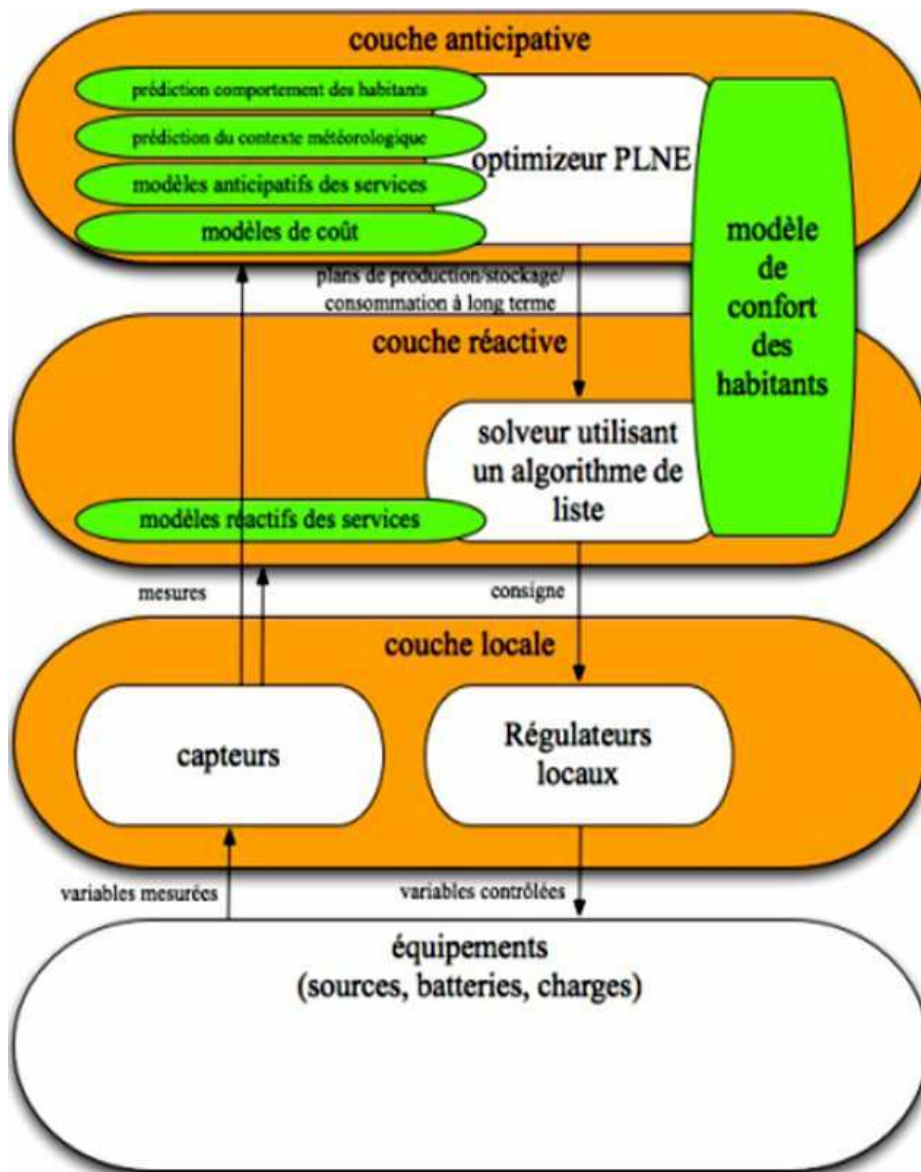 couche anticipative
prédiction comportement des habitants
prédiction du contexte météorologique
modèles anticipatifs des services
modèles de coût
optimizeur PLNE
modèle
de
confort
des
habitants
plans de production/stockage/
consommation à long terme
couche réactive
solveur utilisant
un algorithme de
liste
modèles réactifs des services
mesures
consigne
couche locale
capteurs
Régulateurs
locaux
variables mesurées
variables contrôlées
équipements
(sources, batteries, charges)